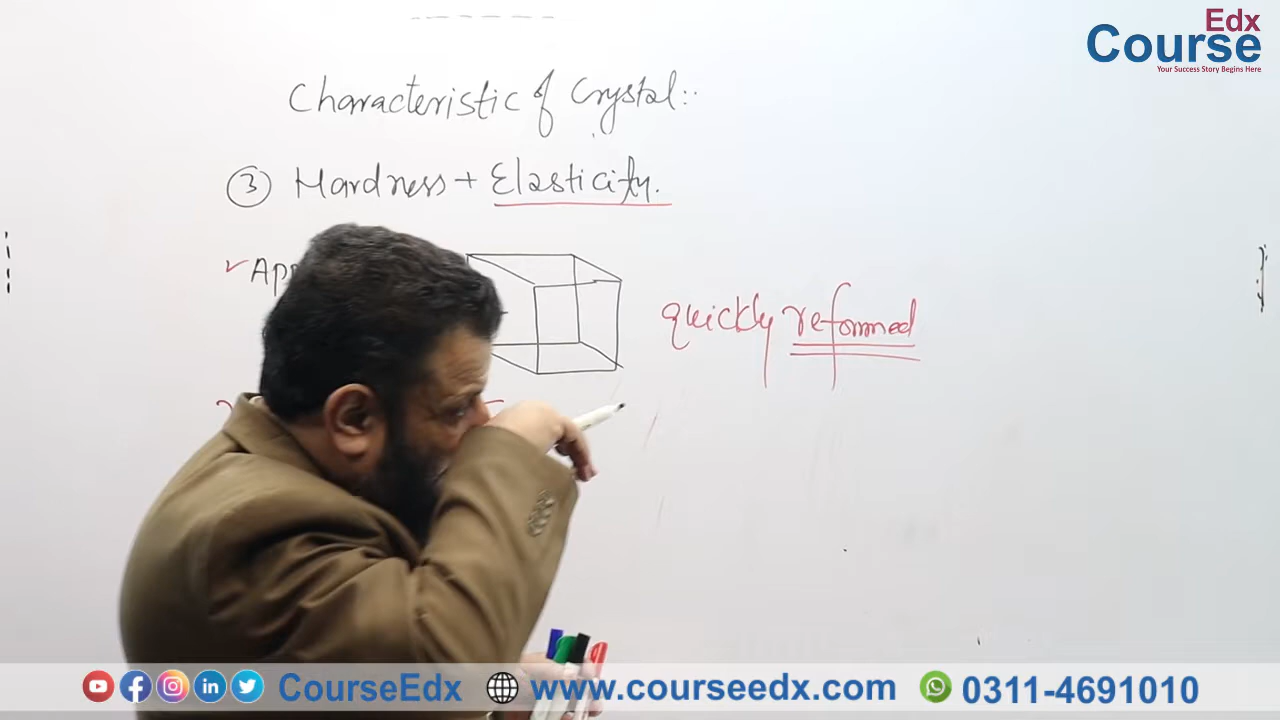 Edx
Course
Your Success Story Begins Here
Characteristic of Crystal:.
③ Hardness + Elasticity.
quickly reformed
CourseEdx www.courseedx.com 0311-4691010